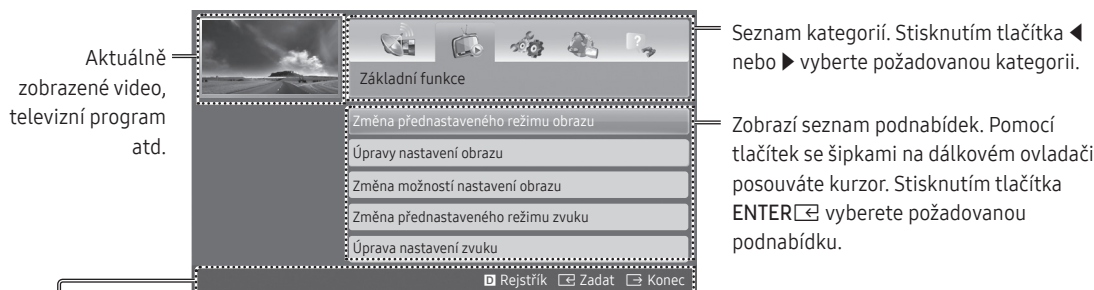 Aktuálně
zobrazené video,
televizní program
atd.
Základní funkce
Změna přednastaveného režimu obrazu
Úpravy nastavení obrazu
Změna možností nastavení obrazu
Změna přednastaveného režimu zvuku
Úprava nastavení zvuku
D Rejstřík Zadat Konec
Seznam kategorií. Stisknutím tlačítka ◀
nebo ▶ vyberte požadovanou kategorii.
Zobrazí seznam podnabídek. Pomocí
tlačítek se šipkami na dálkovém ovladači
posouváte kurzor. Stisknutím tlačítka
ENTER vyberete požadovanou
podnabídku.